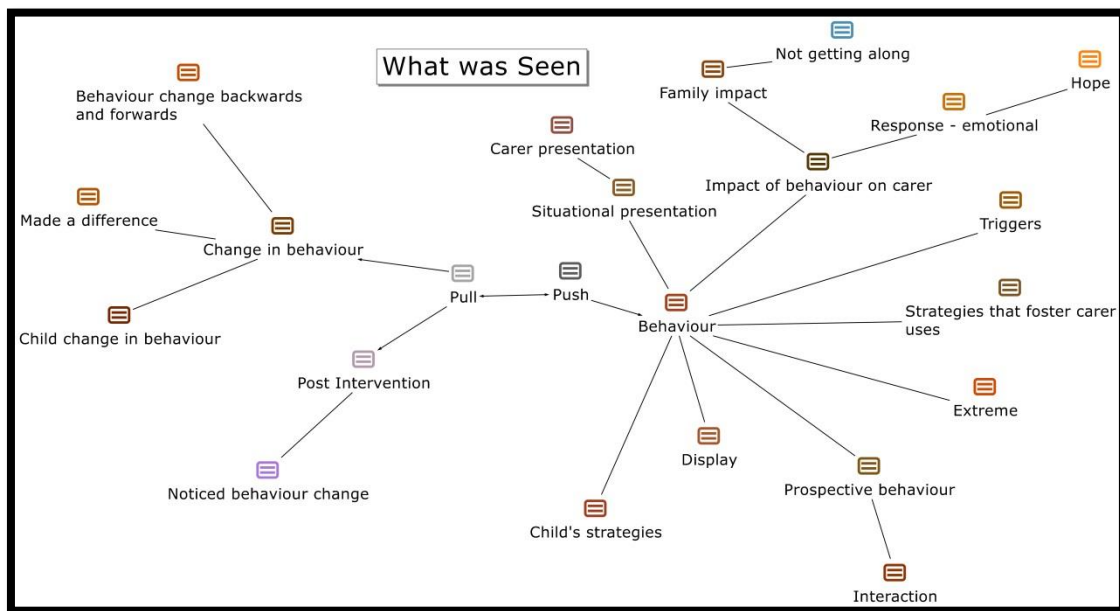 What was Seen
Not getting along
Hope
Family impact
Behaviour change backwards
and forwards
Response - emotional
Carer presentation
Impact of behaviour on carer
Situational presentation
Made a difference
Triggers
Change in behaviour
Pull
Push
Strategies that foster carer
uses
Behaviour
Child change in behaviour
Post Intervention
Extreme
Display
Noticed behaviour change
Prospective behaviour
Child's strategies
Interaction